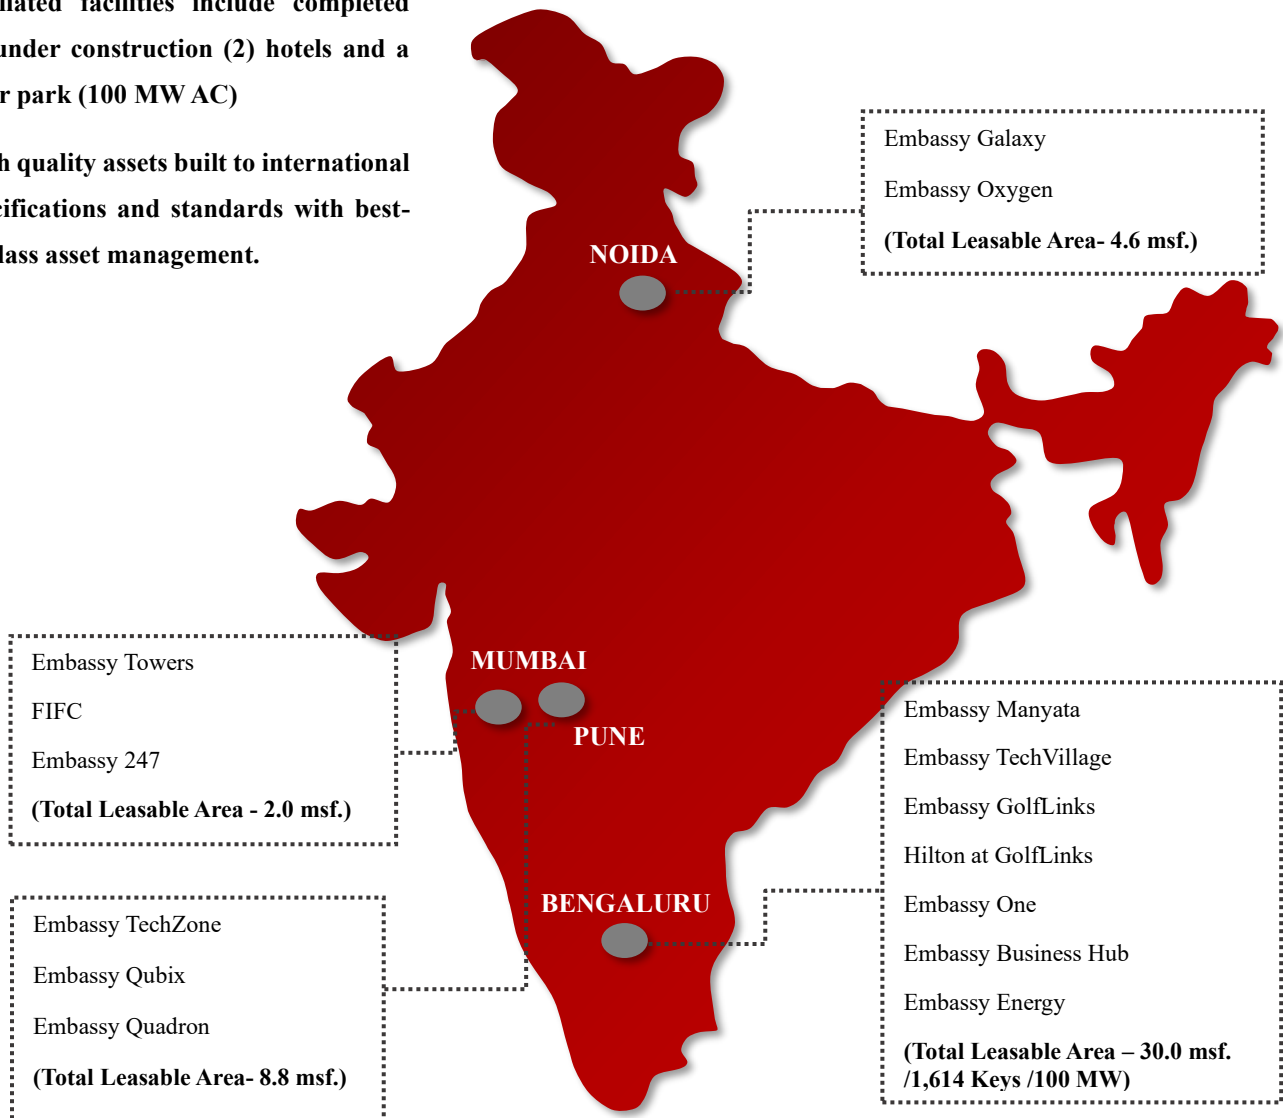 include completed
under construction (2) hotels and a
park (100 MW AC)
quality assets built to international
and standards with best-
asset management.
NOIDA
Embassy Galaxy
Embassy Oxygen
(Total Leasable Area- 4.6 msf.)
MUMBAI
PUNE
Embassy Towers
FIFC
Embassy 247
(Total Leasable Area - 2.0 msf.)
Embassy TechZone
Embassy Qubix
Embassy Quadron
(Total Leasable Area- 8.8 msf.)
BENGALURU
Embassy Manyata
Embassy TechVillage
Embassy GolfLinks
Hilton at GolfLinks
Embassy One
Embassy Business Hub
Embassy Energy
(Total Leasable Area – 30.0 msf.
/1,614 Keys /100 MW)